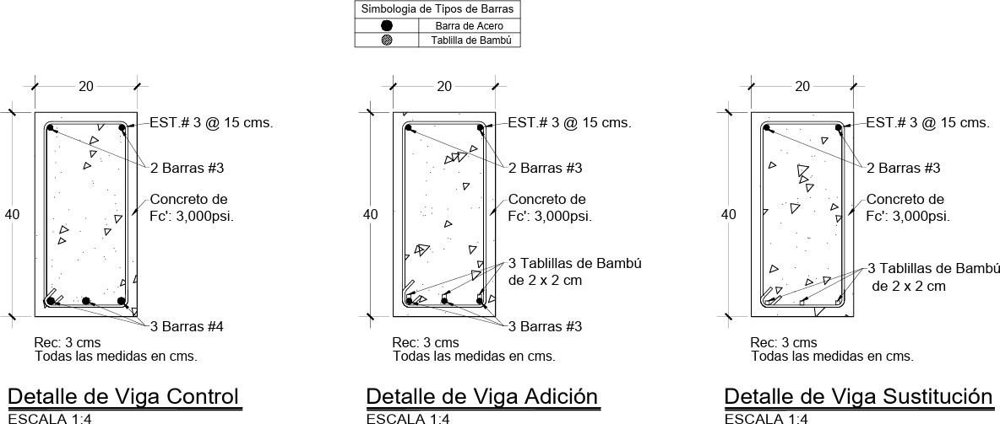 Simbologia de Tipos de Barras
Barra de Acero
Tablilla de Bambú
20
EST.# 3 @ 15 cms.
2 Barras #3
40
Concreto de
Fc': 3,000psi.
3 Barras #4
Rec: 3 cms
Todas las medidas en cms.
Detalle de Viga Control
ESCALA 1:4
20
EST.# 3 @ 15 cms.
2 Barras #3
40
Concreto de
Fc': 3,000psi.
3 Tablillas de Bambú
de 2 x 2 cm
3 Barras #3
Rec: 3 cms
Todas las medidas en cms.
Detalle de Viga Adición
ESCALA 1:4
20
EST.# 3 @ 15 cms.
2 Barras #3
40
Concreto de
Fc': 3,000psi.
3 Tablillas de Bambú
de 2 x 2 cm
Rec: 3 cms
Todas las medidas en cms.
Detalle de Viga Sustitución
ESCALA 1:4